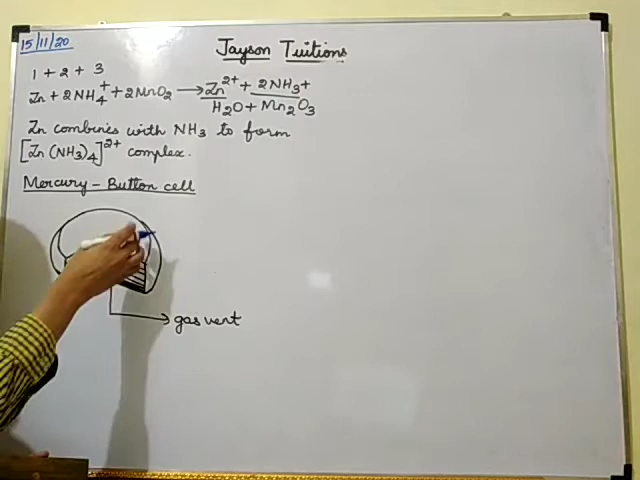 15/11/20
Jayson Tuitions
1 + 2 + 3
Zn + 2NH₄⁺ + 2MnO₂ ⟶ Zn²⁺ + 2NH₃ +
H₂O + Mn₂O₃
Zn combines with NH₃ to form
[Zn(NH₃)₄]²⁺ complex.
Mercury – Button cell
gas vent